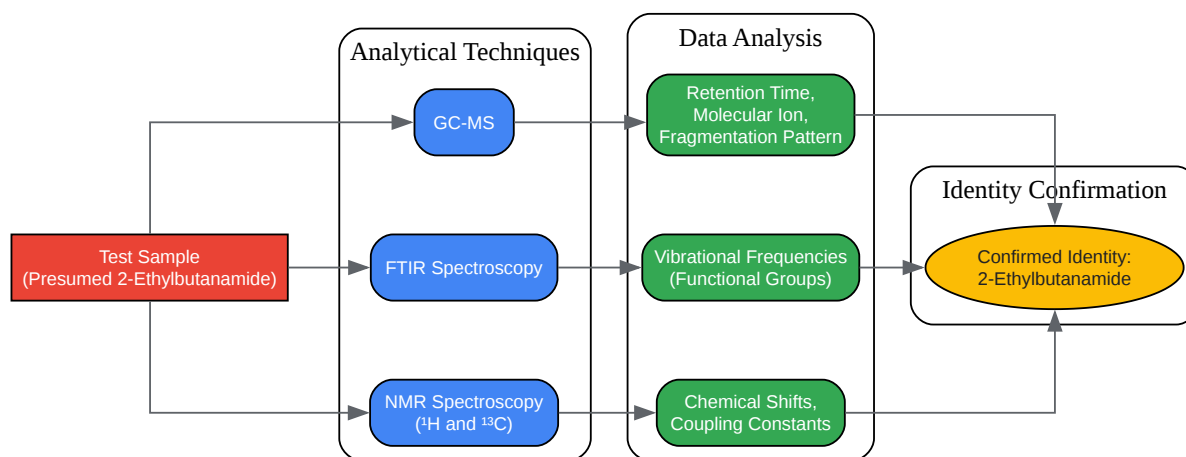 Analytical Techniques
Data Analysis
Identity Confirmation
Test Sample
(Presumed 2-Ethylbutanamide)
GC-MS
FTIR Spectroscopy
NMR Spectroscopy
(¹H and ¹³C)
Retention Time,
Molecular Ion,
Fragmentation Pattern
Vibrational Frequencies
(Functional Groups)
Chemical Shifts,
Coupling Constants
Confirmed Identity:
2-Ethylbutanamide